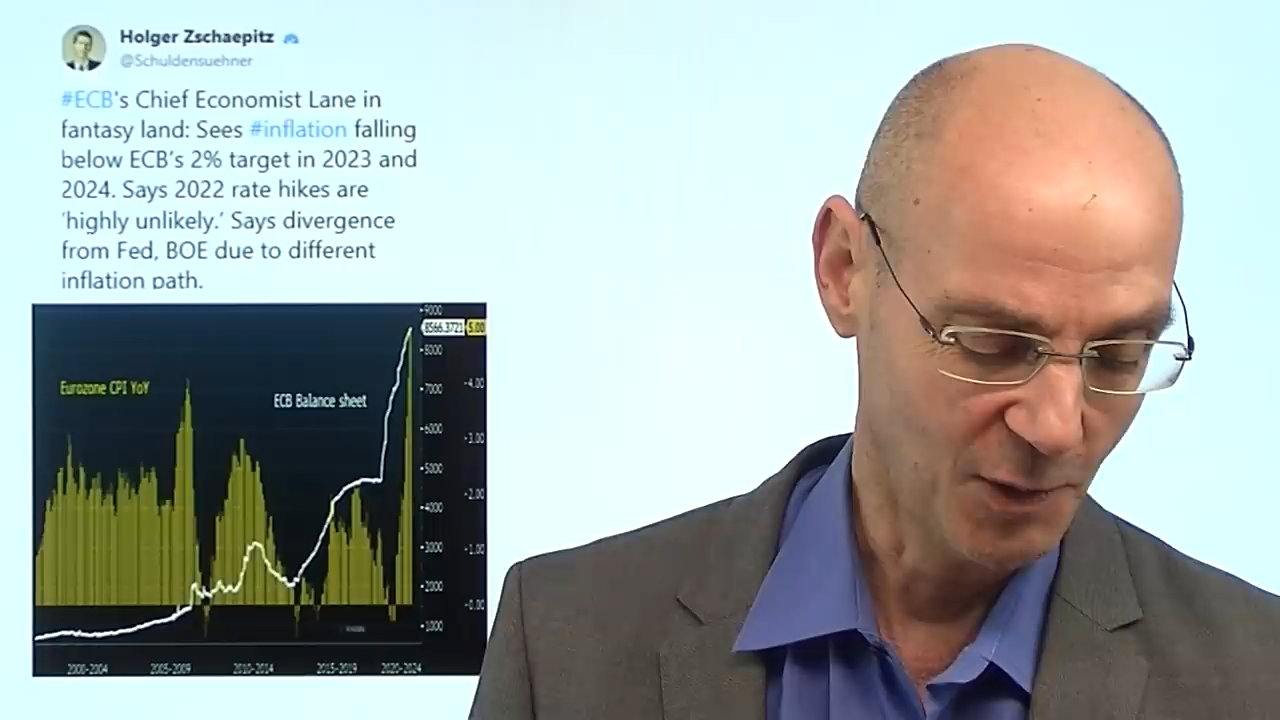 Holger Zschaepitz
@Schuldensuehner
#ECB's Chief Economist Lane in
fantasy land: Sees #inflation falling
below ECB's 2% target in 2023 and
2024. Says 2022 rate hikes are
'highly unlikely.' Says divergence
from Fed, BOE due to different
inflation path.
9000
8566.3721 5.00
8000
Eurozone CPI YoY
4.00
7000
ECB Balance sheet
6000
3.00
5000
2.00
4000
3000
1.00
2000
0.00
1000
2000-2004 2005-2009 2010-2014 2015-2019 2020-2024